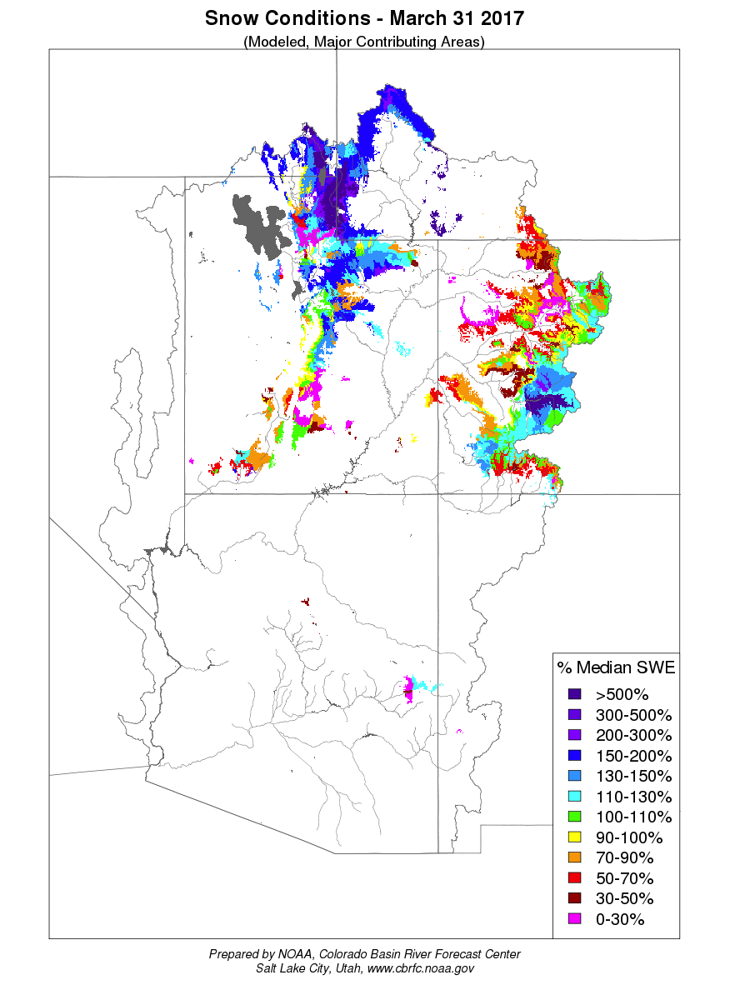 Snow Conditions - March 31 2017
(Modeled, Major Contributing Areas)
% Median SWE
>500%
300-500%
200-300%
150-200%
130-150%
110-130%
100-110%
90-100%
70-90%
50-70%
30-50%
0-30%
Prepared by NOAA, Colorado Basin River Forecast Center
Salt Lake City, Utah, www.cbrfc.noaa.gov